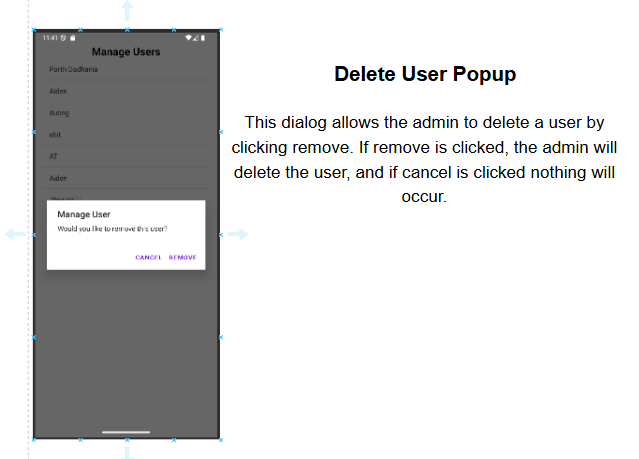 11:41
Manage Users
Parth Gadhania
Aiden
duong
shit
AT
Aiden
Manage User
Would you like to remove this user?
CANCEL REMOVE
Delete User Popup
This dialog allows the admin to delete a user by
clicking remove. If remove is clicked, the admin will
delete the user, and if cancel is clicked nothing will
occur.